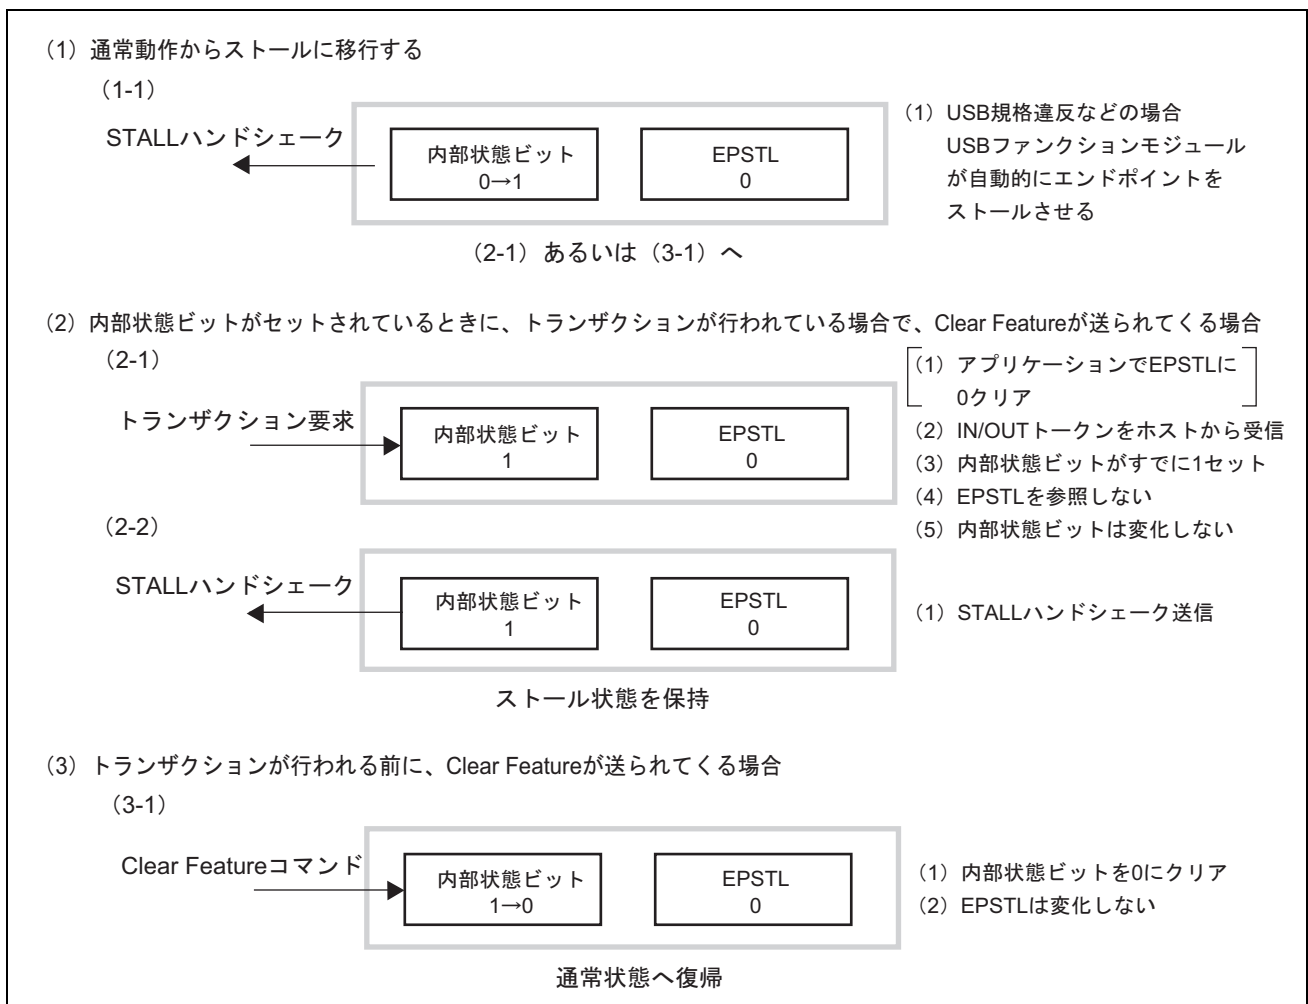 （1）通常動作からストールに移行する
（1-1）
STALLハンドシェーク
内部状態ビット
0→1
EPSTL
0
（1）USB規格違反などの場合
USBファンクションモジュール
が自動的にエンドポイントを
ストールさせる
（2-1）あるいは（3-1）へ
（2）内部状態ビットがセットされているときに、トランザクションが行われている場合で、Clear Featureが送られてくる場合
（2-1）
トランザクション要求
内部状態ビット
1
EPSTL
0
（1）アプリケーションでEPSTLに
0クリア
（2）IN/OUTトークンをホストから受信
（3）内部状態ビットがすでに1セット
（4）EPSTLを参照しない
（5）内部状態ビットは変化しない
（2-2）
STALLハンドシェーク
内部状態ビット
1
EPSTL
0
（1）STALLハンドシェーク送信
ストール状態を保持
（3）トランザクションが行われる前に、Clear Featureが送られてくる場合
（3-1）
Clear Featureコマンド
内部状態ビット
1→0
EPSTL
0
（1）内部状態ビットを0にクリア
（2）EPSTLは変化しない
通常状態へ復帰